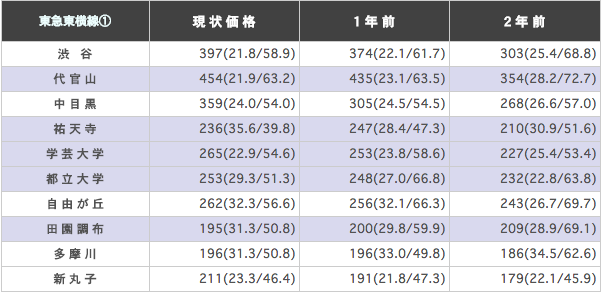 東急東横線① 現状価格 1年前 2年前
渋谷 397(21.8/58.9) 374(22.1/61.7) 303(25.4/68.8)
代官山 454(21.9/63.2) 435(23.1/63.5) 354(28.2/72.7)
中目黒 359(24.0/54.0) 305(24.5/54.5) 268(26.6/57.0)
祐天寺 236(35.6/39.8) 247(28.4/47.3) 210(30.9/51.6)
学芸大学 265(22.9/54.6) 253(23.8/58.6) 227(25.4/53.4)
都立大学 253(29.3/51.3) 248(27.0/66.8) 232(22.8/63.8)
自由が丘 262(32.3/56.6) 256(32.1/66.3) 243(26.7/69.7)
田園調布 195(31.3/50.8) 200(29.8/59.9) 209(28.9/69.1)
多摩川 196(31.3/50.8) 196(33.0/49.8) 186(34.5/62.6)
新丸子 211(23.3/46.4) 191(21.8/47.3) 179(22.1/45.9)